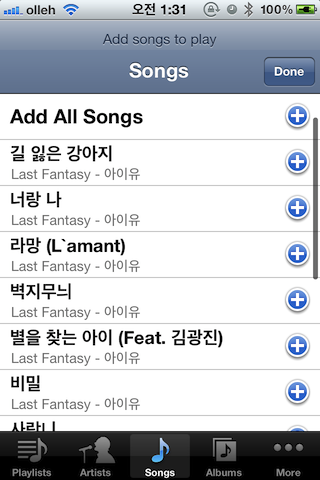 olleh 오전 1:31 100%
Add songs to play
Songs Done
Add All Songs
길 잃은 강아지
Last Fantasy - 아이유
너랑 나
Last Fantasy - 아이유
라망 (L`amant)
Last Fantasy - 아이유
벽지무늬
Last Fantasy - 아이유
별을 찾는 아이 (Feat. 김광진)
Last Fantasy - 아이유
비밀
Last Fantasy - 아이유
사랑니
Playlists Artists Songs Albums More